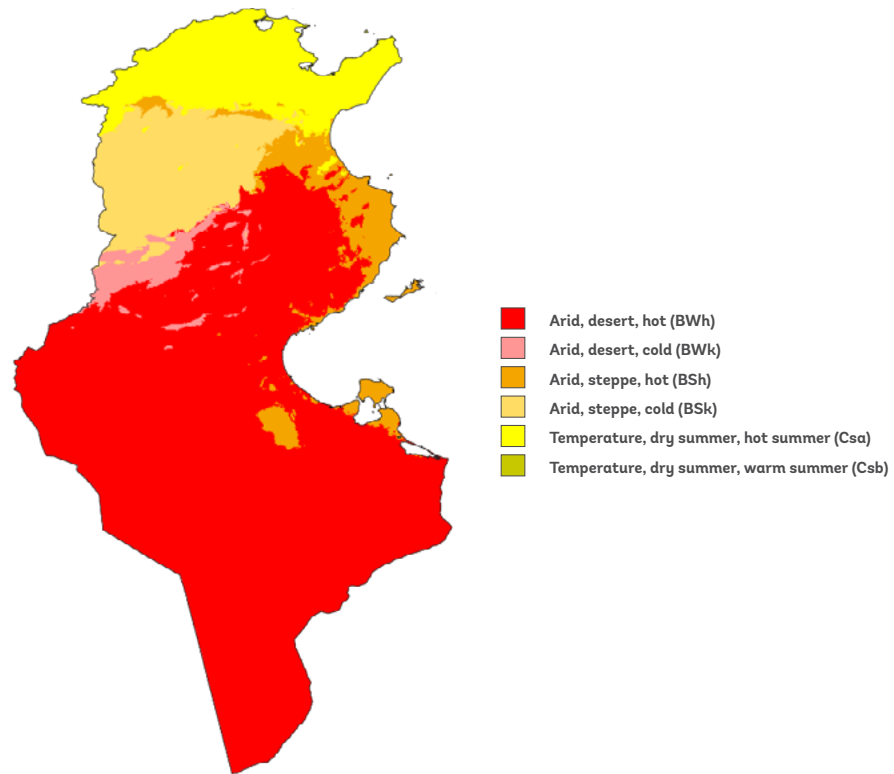 Arid, desert, hot (BWh)
Arid, desert, cold (BWk)
Arid, steppe, hot (BSh)
Arid, steppe, cold (BSk)
Temperature, dry summer, hot summer (Csa)
Temperature, dry summer, warm summer (Csb)